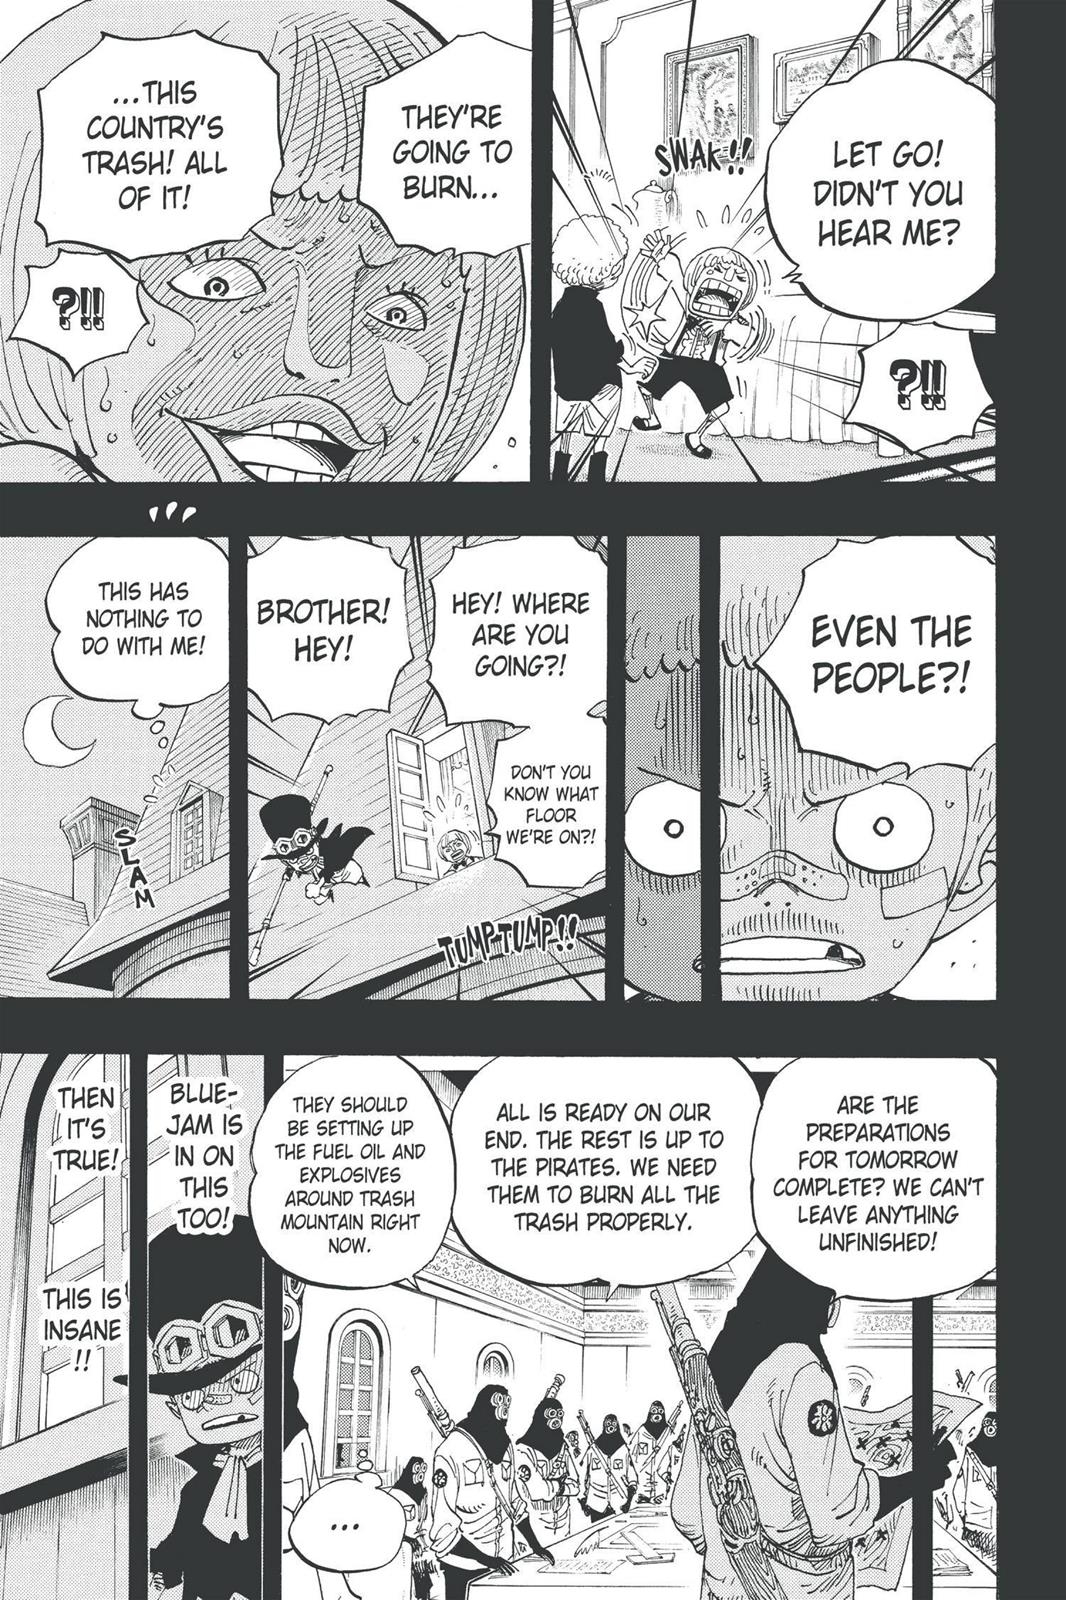 LET GO!
DIDN'T YOU
HEAR ME?
SWAK!!
?!!
THEY'RE
GOING TO
BURN...
...THIS
COUNTRY'S
TRASH! ALL
OF IT!
?!!
EVEN THE
PEOPLE?!
HEY! WHERE
ARE YOU
GOING?!
DON'T YOU
KNOW WHAT
FLOOR
WE'RE ON?!
BROTHER!
HEY!
TUMP-TUMP!!
THIS HAS
NOTHING TO
DO WITH ME!
SLAM
ARE THE
PREPARATIONS
FOR TOMORROW
COMPLETE? WE CAN'T
LEAVE ANYTHING
UNFINISHED!
ALL IS READY ON OUR
END. THE REST IS UP TO
THE PIRATES. WE NEED
THEM TO BURN ALL THE
TRASH PROPERLY.
THEY SHOULD
BE SETTING UP
THE FUEL OIL AND
EXPLOSIVES
AROUND TRASH
MOUNTAIN RIGHT
NOW.
...
BLUE-
JAM IS
IN ON
THIS
TOO!
THEN
IT'S
TRUE!
THIS IS
INSANE
!!